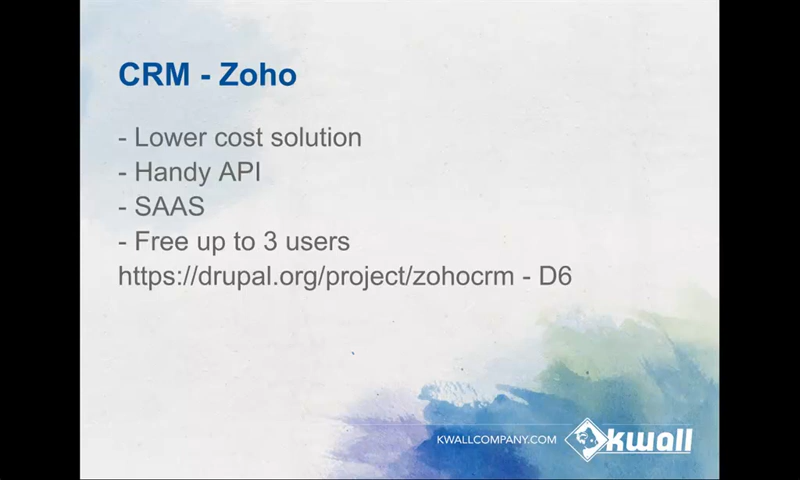 CRM - Zoho
- Lower cost solution
- Handy API
- SAAS
- Free up to 3 users
https://drupal.org/project/zohocrm - D6
KWALLCOMPANY.COM
kwall